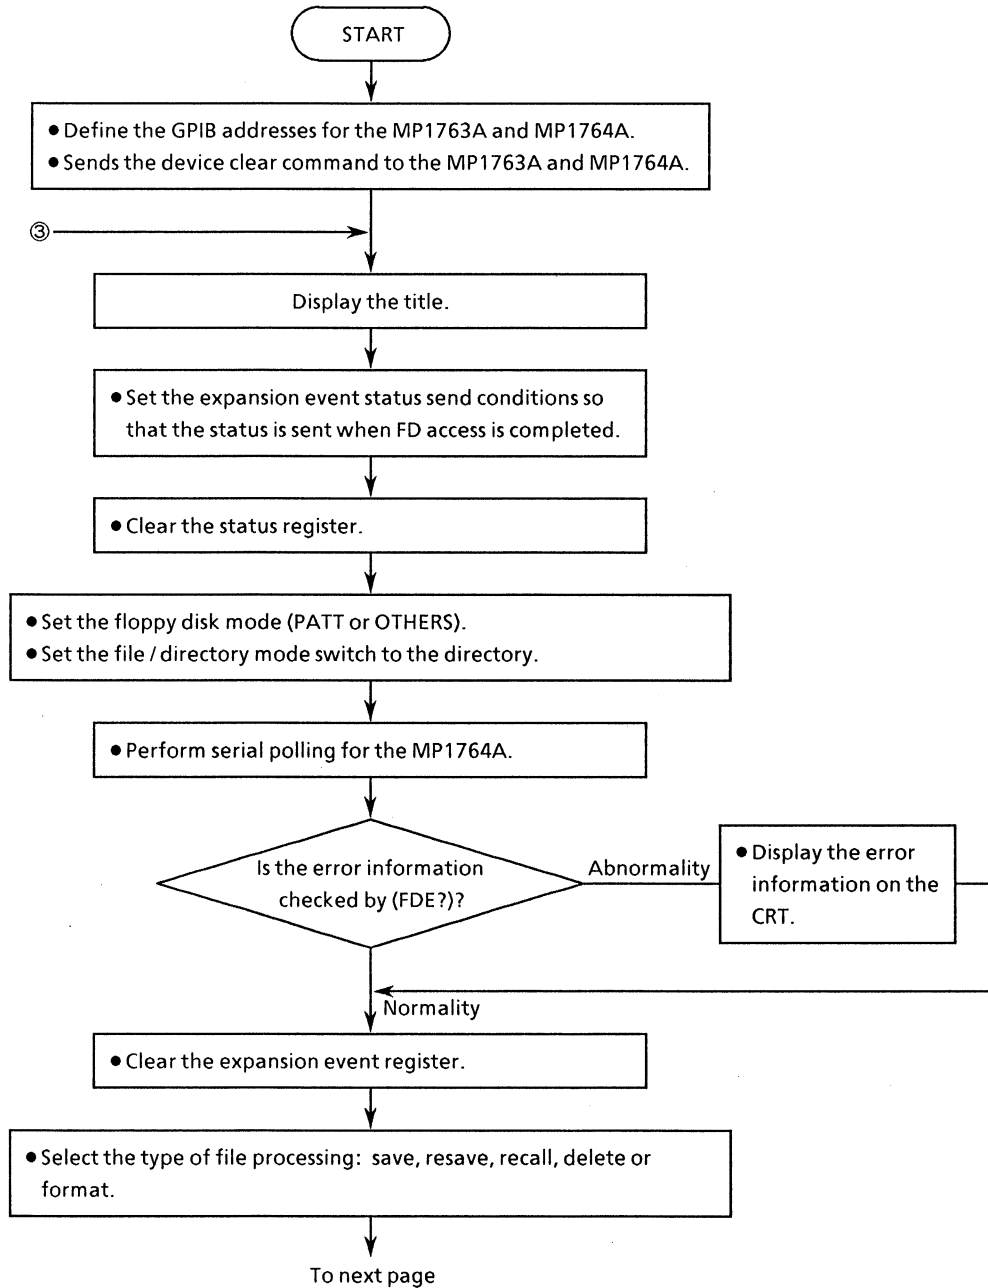 START
● Define the GPIB addresses for the MP1763A and MP1764A.
● Sends the device clear command to the MP1763A and MP1764A.
③
Display the title.
● Set the expansion event status send conditions so
that the status is sent when FD access is completed.
● Clear the status register.
● Set the floppy disk mode (PATT or OTHERS).
● Set the file / directory mode switch to the directory.
● Perform serial polling for the MP1764A.
Is the error information
checked by (FDE?)?
Abnormality
● Display the error
information on the
CRT.
Normality
● Clear the expansion event register.
● Select the type of file processing: save, resave, recall, delete or
format.
To next page